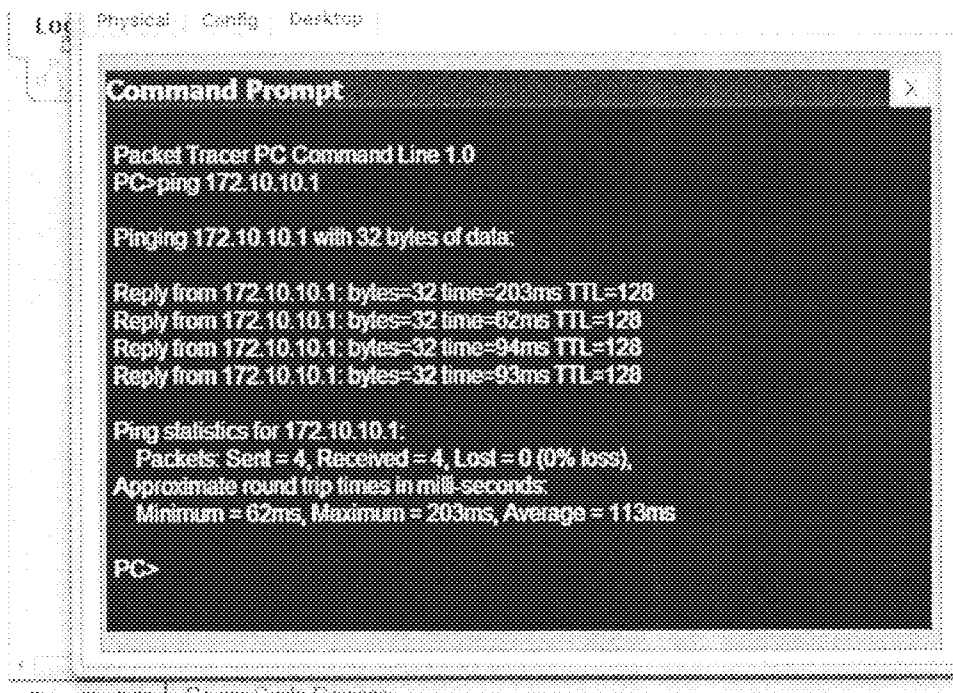 Physical Config Desktop
Command Prompt X
Packet Tracer PC Command Line 1.0
PC>ping 172.10.10.1
Pinging 172.10.10.1 with 32 bytes of data:
Reply from 172.10.10.1: bytes=32 time=203ms TTL=128
Reply from 172.10.10.1: bytes=32 time=62ms TTL=128
Reply from 172.10.10.1: bytes=32 time=94ms TTL=128
Reply from 172.10.10.1: bytes=32 time=93ms TTL=128
Ping statistics for 172.10.10.1:
Packets: Sent = 4, Received = 4, Lost = 0 (0% loss),
Approximate round trip times in milli-seconds:
Minimum = 62ms, Maximum = 203ms, Average = 113ms
PC>